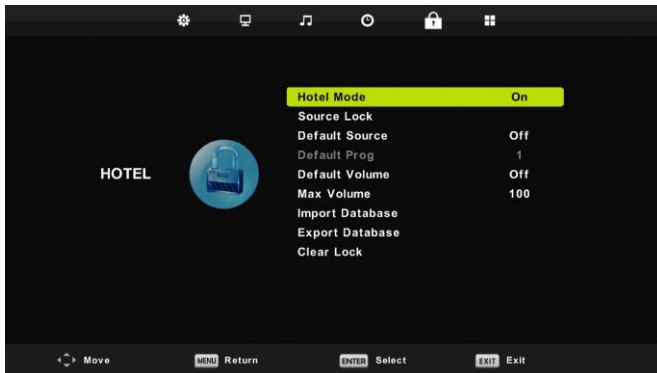 Hotel Mode On
Source Lock
Default Source Off
Default Prog 1
HOTEL
Default Volume Off
Max Volume 100
Import Database
Export Database
Clear Lock
Move MENU Return ENTER Select EXIT Exit